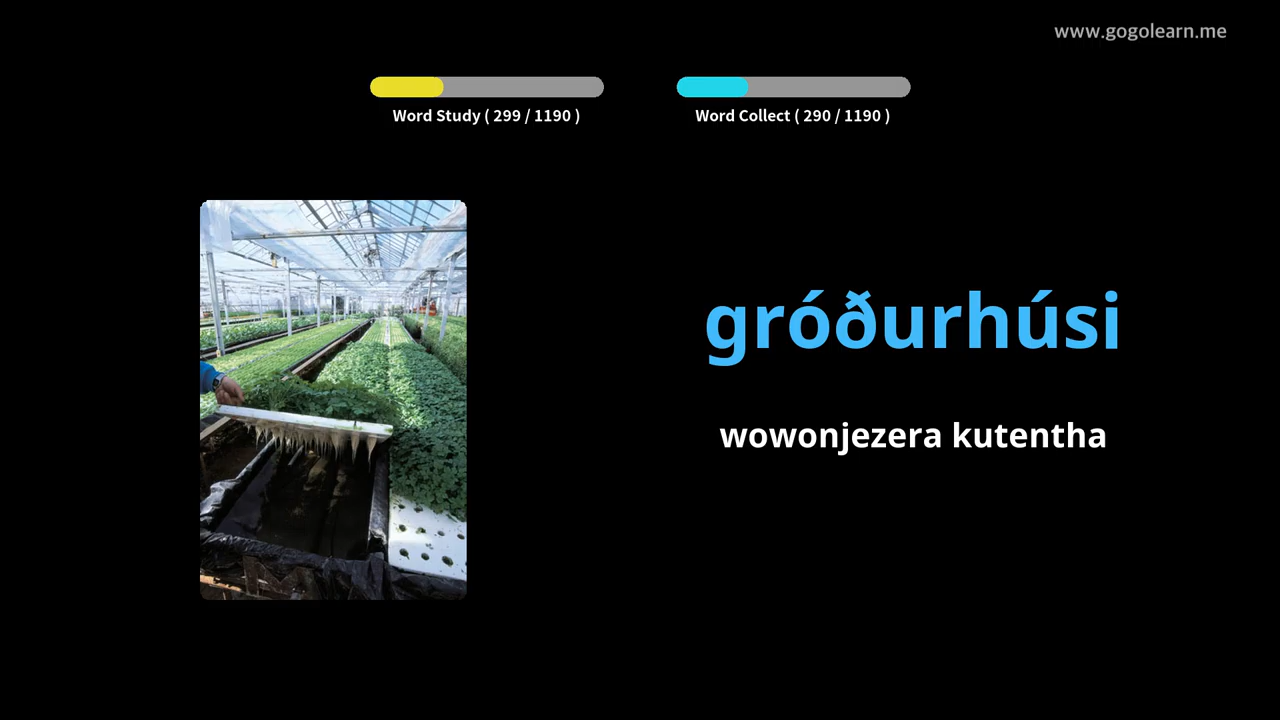 www.gogolearn.me
Word Study ( 299 / 1190 )
Word Collect ( 290 / 1190 )
gróðurhúsi
wowonjezera kutentha